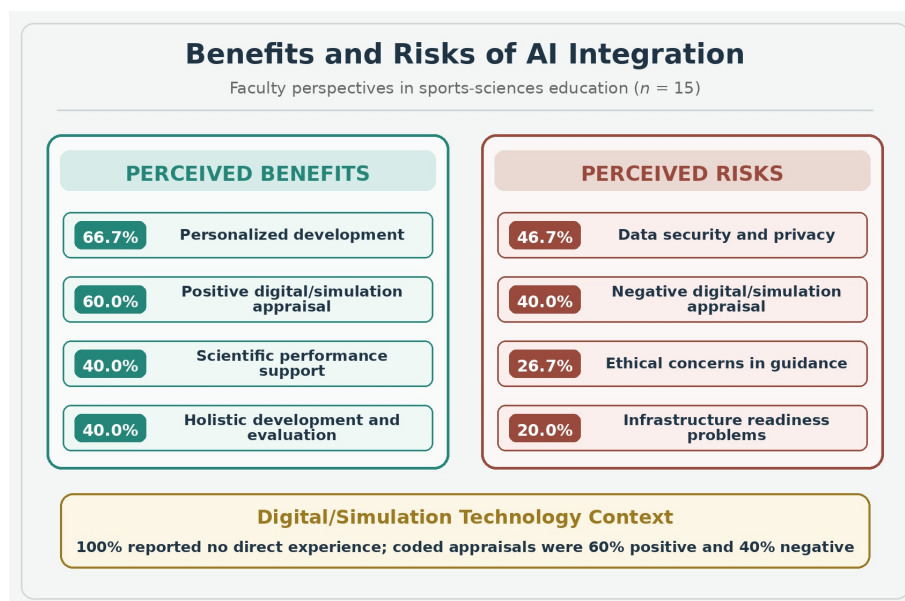 Benefits and Risks of AI Integration
Faculty perspectives in sports-sciences education (n = 15)
PERCEIVED BENEFITS
66.7% Personalized development
60.0% Positive digital/simulation
appraisal
40.0% Scientific performance
support
40.0% Holistic development and
evaluation
PERCEIVED RISKS
46.7% Data security and privacy
40.0% Negative digital/simulation
appraisal
26.7% Ethical concerns in guidance
20.0% Infrastructure readiness
problems
Digital/Simulation Technology Context
100% reported no direct experience; coded appraisals were 60% positive and 40% negative